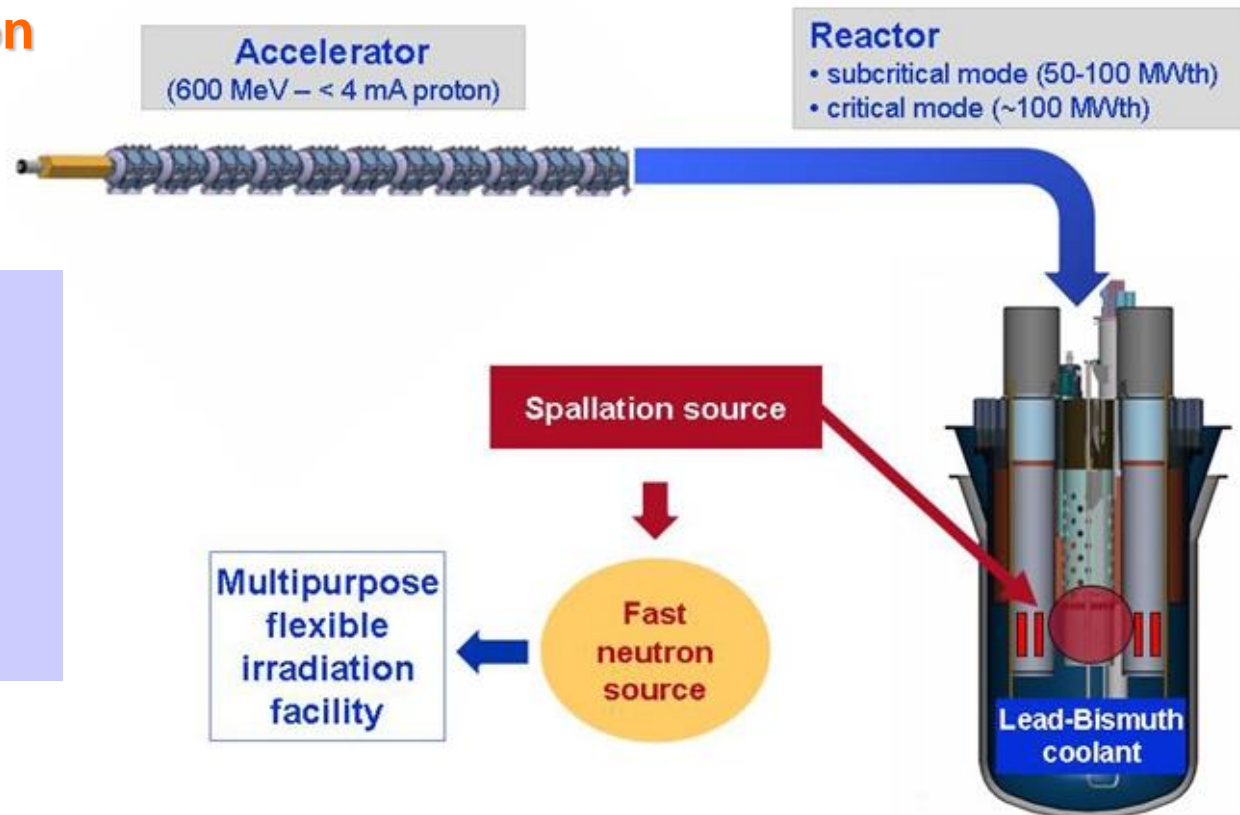 on
Accelerator
(600 MeV – < 4 mA proton)
Reactor
• subcritical mode (50-100 MWth)
• critical mode (~100 MWth)
Spallation source
Multipurpose
flexible
irradiation
facility
Fast
neutron
source
Lead-Bismuth
coolant